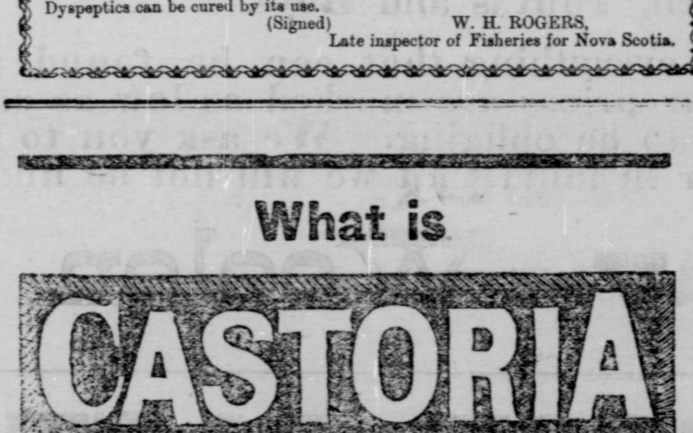 Dyspeptics can be cured by its use.
(Signed) W. H. ROGERS,
Late inspector of Fisheries for Nova Scotia.
What is
CASTORIA